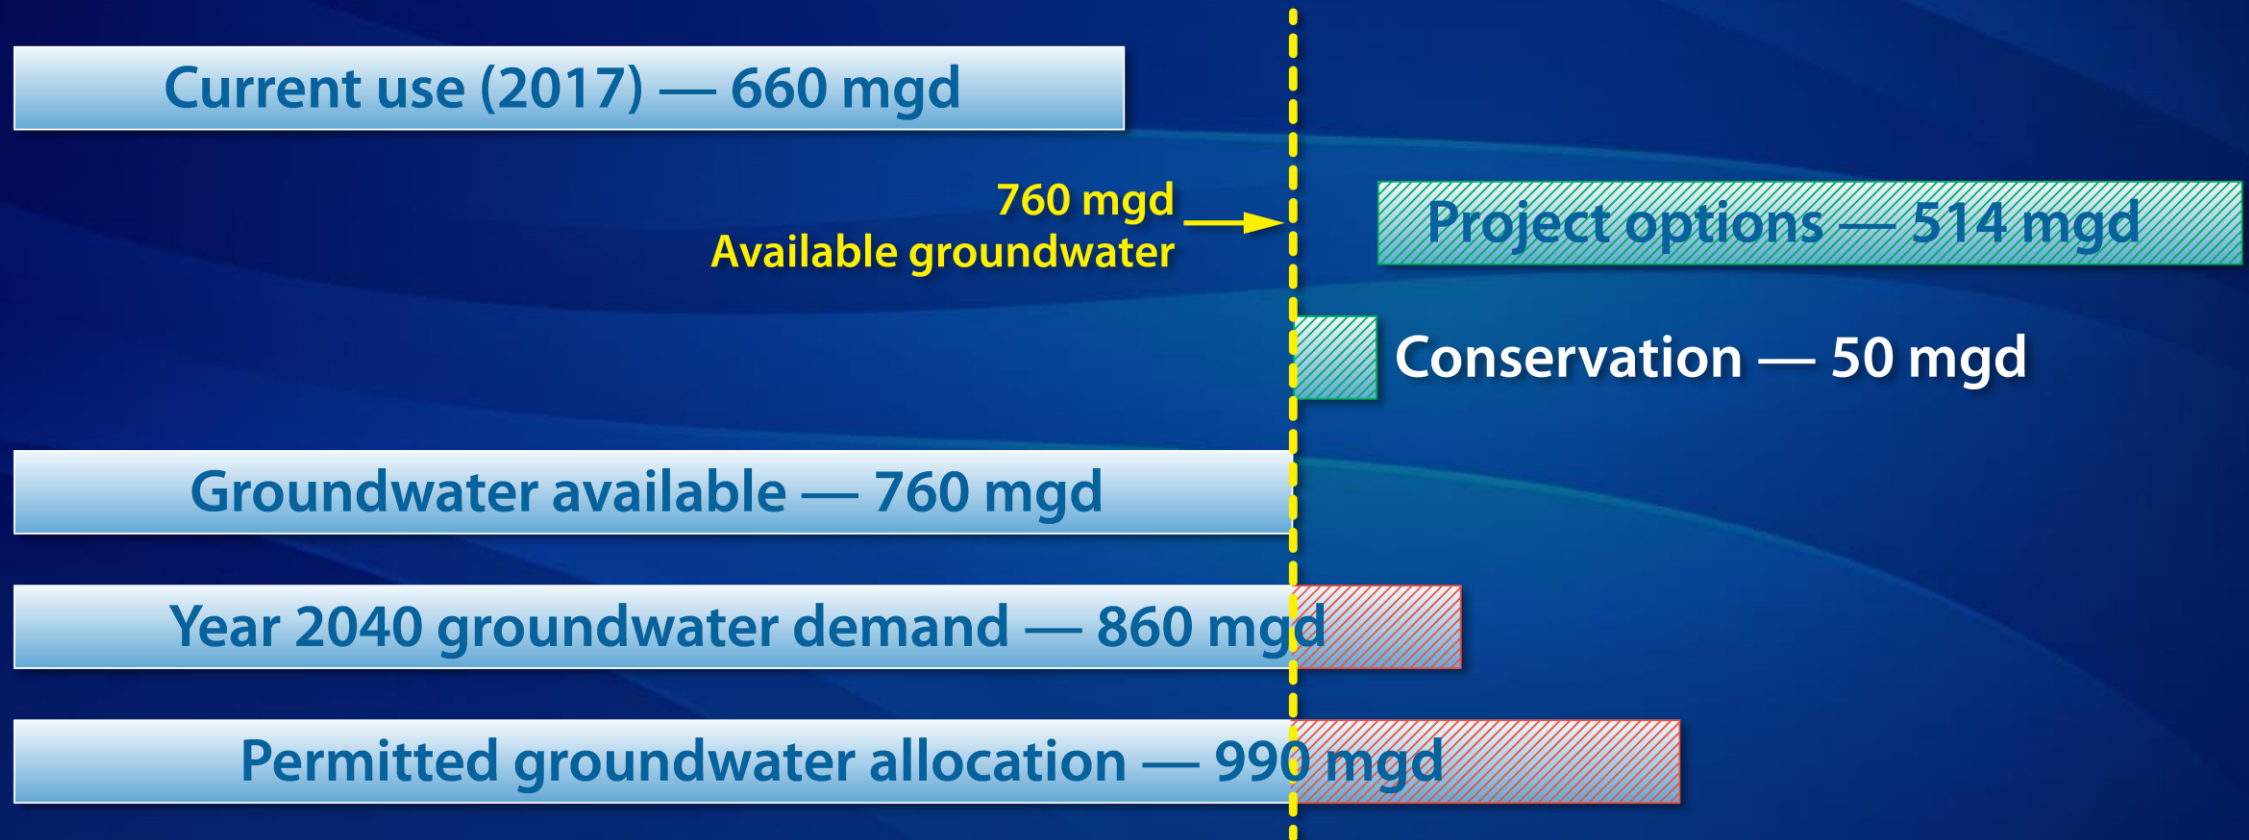 Current use (2017) — 660 mgd
760 mgd
Available groundwater
Project options — 514 mgd
Conservation — 50 mgd
Groundwater available — 760 mgd
Year 2040 groundwater demand — 860 mgd
Permitted groundwater allocation — 990 mgd